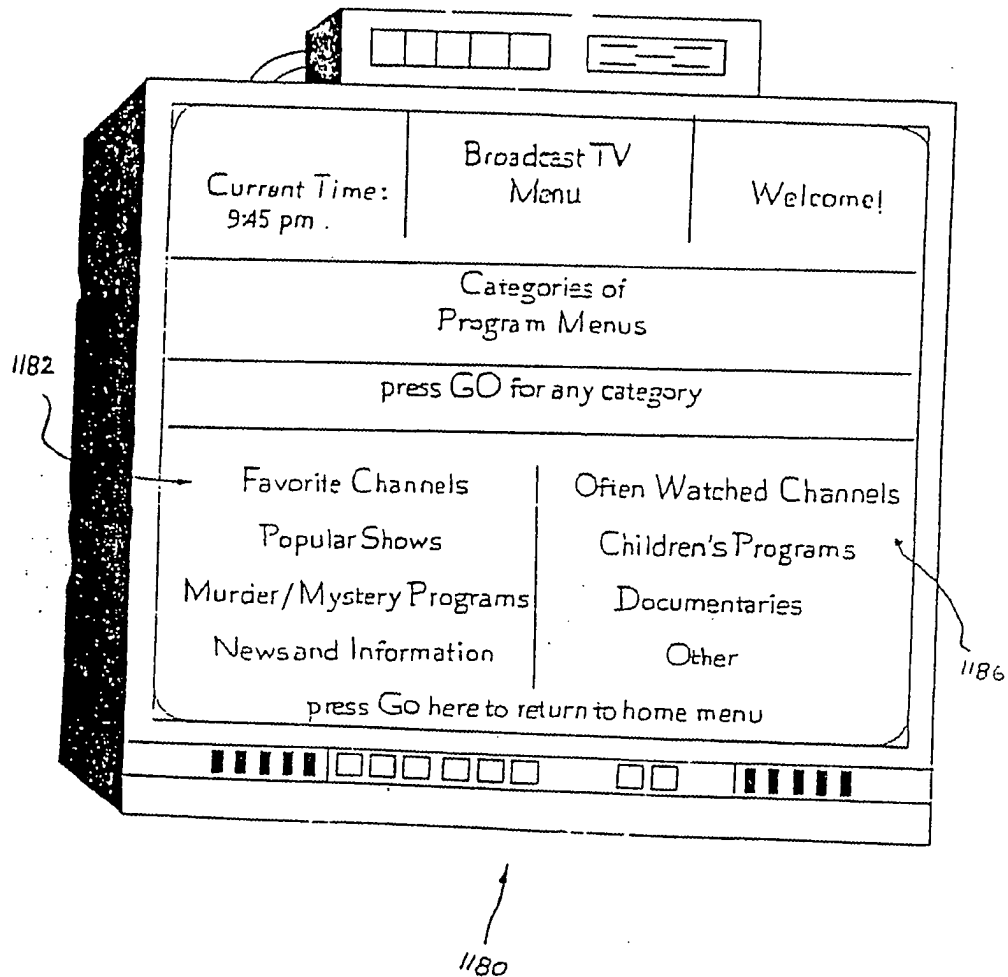 Broadcast TV
Menu
Current Time:
9:45 pm.
Welcome!
Categories of
Program Menus
press GO for any category
1182
Favorite Channels
Often Watched Channels
Popular Shows
Children's Programs
Murder/Mystery Programs
Documentaries
News and Information
Other
1186
press Go here to return to home menu
1180